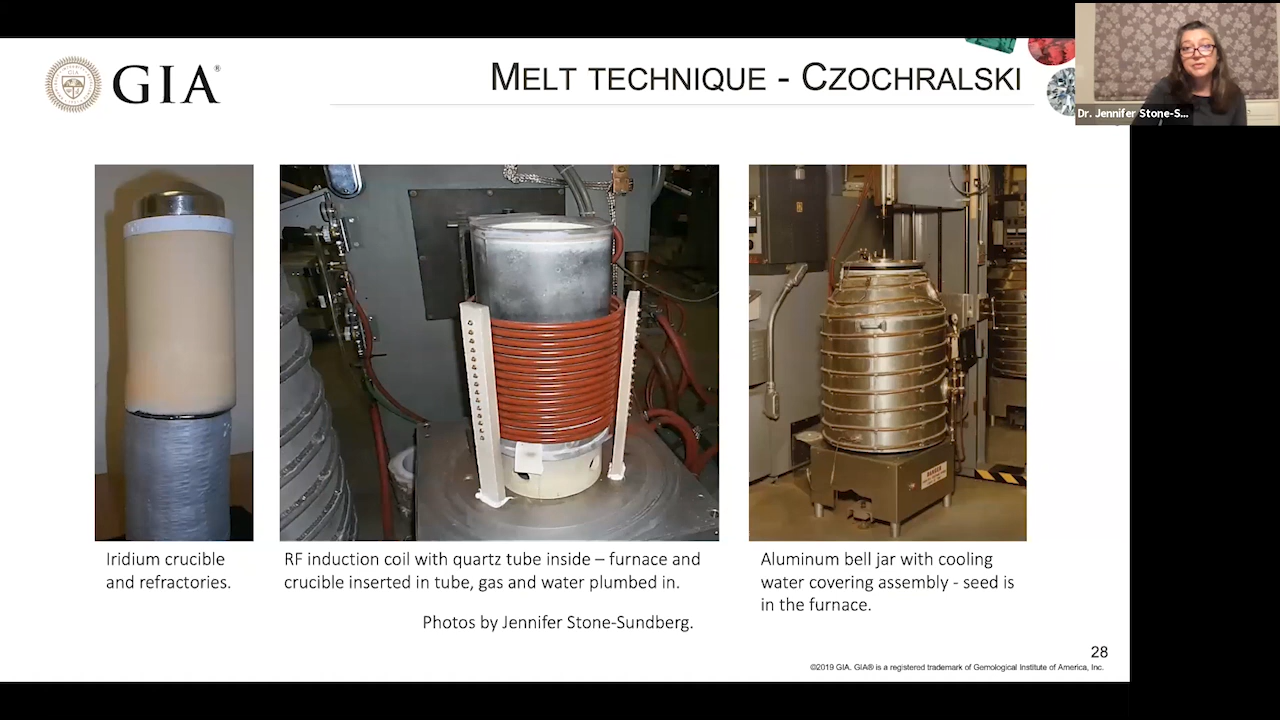 GIA®
MELT TECHNIQUE - CZOCHRALSKI
Dr. Jennifer Stone-S...
Iridium crucible
and refractories.
RF induction coil with quartz tube inside – furnace and
crucible inserted in tube, gas and water plumbed in.
Aluminum bell jar with cooling
water covering assembly - seed is
in the furnace.
Photos by Jennifer Stone-Sundberg.
28
©2019 GIA. GIA® is a registered trademark of Gemological Institute of America, Inc.